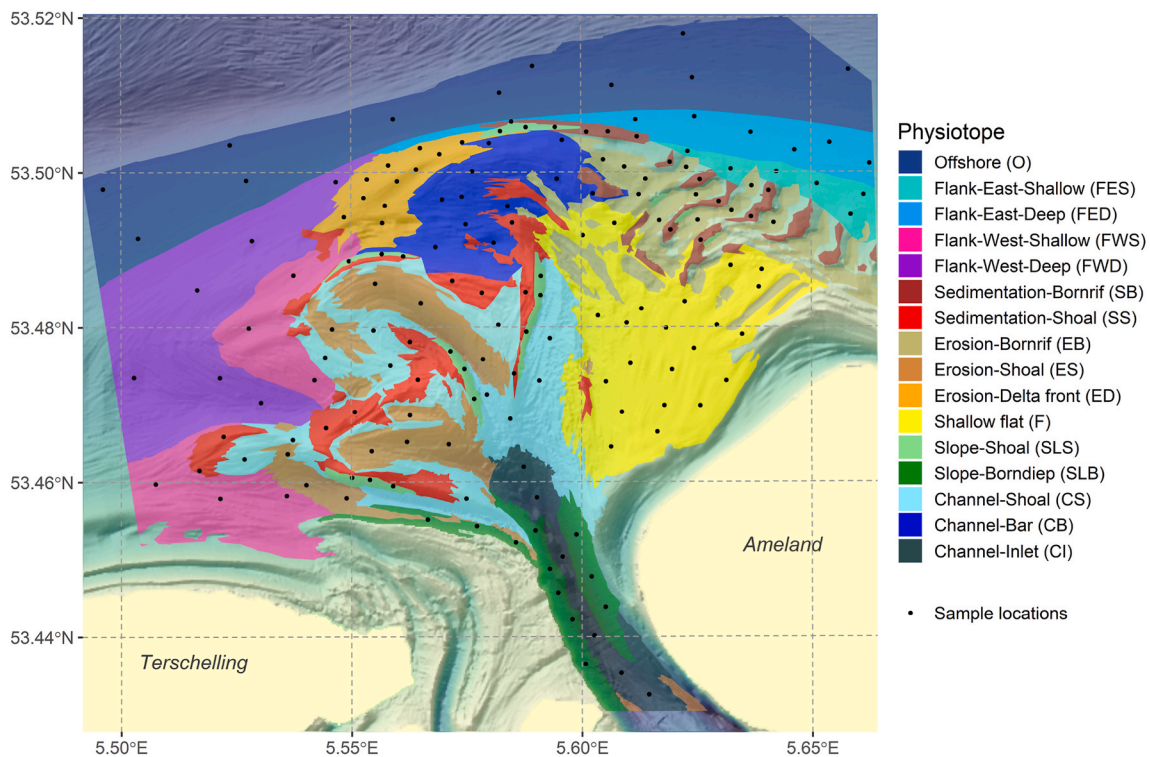 53.52°N
53.50°N
53.48°N
53.46°N
53.44°N
5.50°E
5.55°E
5.60°E
5.65°E
Terschelling
Ameland
Physiotope
Offshore (O)
Flank-East-Shallow (FES)
Flank-East-Deep (FED)
Flank-West-Shallow (FWS)
Flank-West-Deep (FWD)
Sedimentation-Bornrif (SB)
Sedimentation-Shoal (SS)
Erosion-Bornrif (EB)
Erosion-Shoal (ES)
Erosion-Delta front (ED)
Shallow flat (F)
Slope-Shoal (SLS)
Slope-Borndiep (SLB)
Channel-Shoal (CS)
Channel-Bar (CB)
Channel-Inlet (CI)
Sample locations